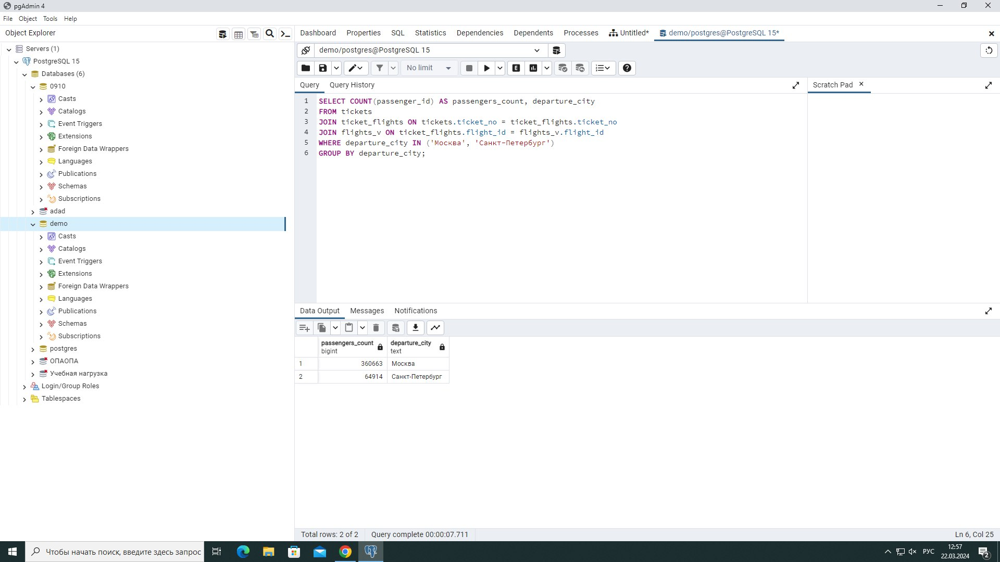 pgAdmin 4
File Object Tools Help
Object Explorer
Dashboard Properties SQL Statistics Dependencies Dependents Processes Untitled* demo/postgres@PostgreSQL 15*
Servers (1)
PostgreSQL 15
Databases (6)
0910
Casts
Catalogs
Event Triggers
Extensions
Foreign Data Wrappers
Languages
Publications
Schemas
Subscriptions
adad
demo
Casts
Catalogs
Event Triggers
Extensions
Foreign Data Wrappers
Languages
Publications
Schemas
Subscriptions
postgres
ОПАОПА
Учебная нагрузка
Login/Group Roles
Tablespaces
demo/postgres@PostgreSQL 15
No limit
E
Query Query History
Scratch Pad
1 SELECT COUNT(passenger_id) AS passengers_count, departure_city
2 FROM tickets
3 JOIN ticket_flights ON tickets.ticket_no = ticket_flights.ticket_no
4 JOIN flights_v ON ticket_flights.flight_id = flights_v.flight_id
5 WHERE departure_city IN ('Москва', 'Санкт-Петербург')
6 GROUP BY departure_city;
Data Output Messages Notifications
passengers_count departure_city
bigint text
1 360663 Москва
2 64914 Санкт-Петербург
Total rows: 2 of 2 Query complete 00:00:07.711
Ln 6, Col 25
Чтобы начать поиск, введите здесь запрос
РУС
12:57
22.03.2024
2